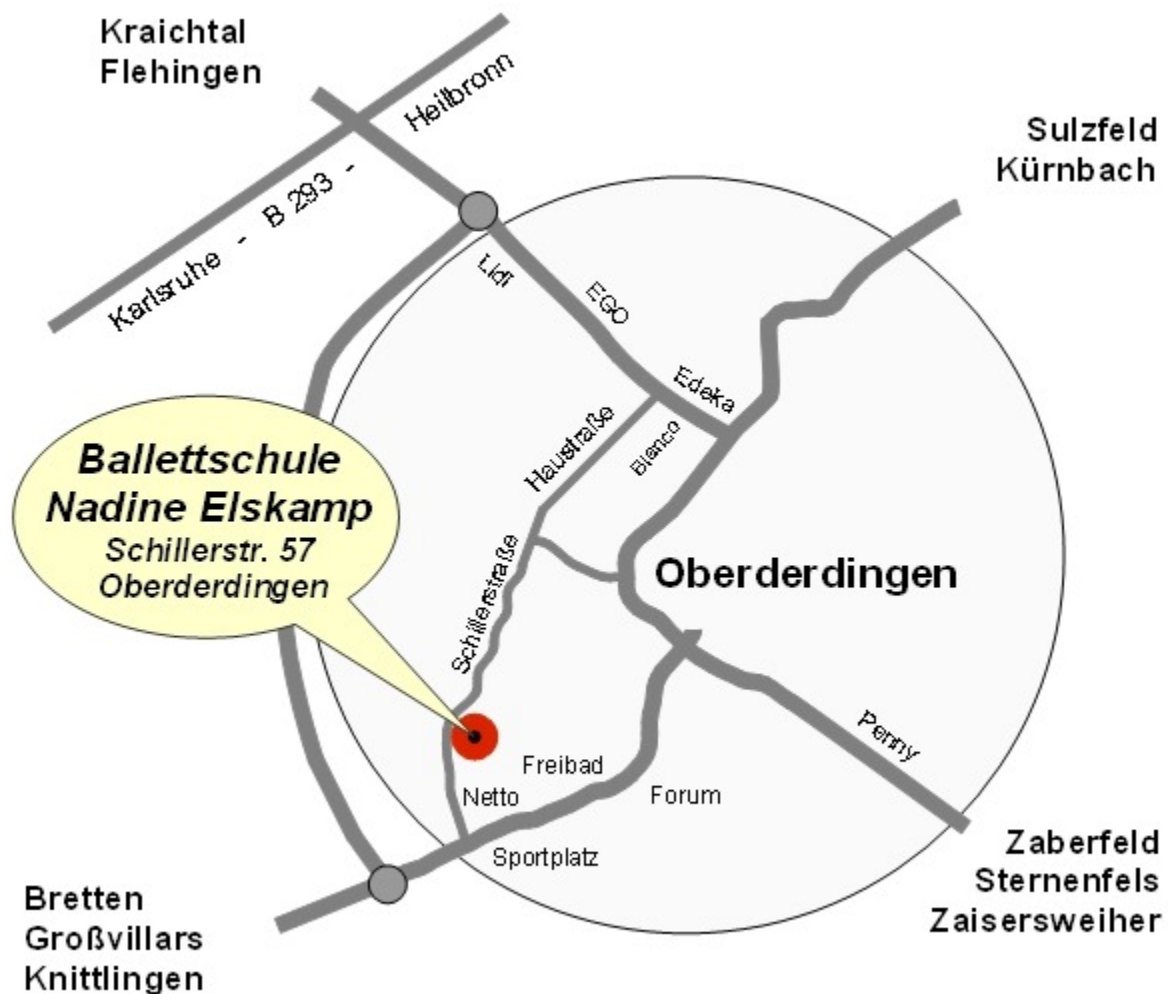 Kraichtal
Flehingen
Karlsruhe - B 293 - Heilbronn
Sulzfeld
Kürnbach
Lidl
EGO
Edeka
Blanco
Haustraße
Schillerstraße
Ballettschule
Nadine Elskamp
Schillerstr. 57
Oberderdingen
Oberderdingen
Penny
Freibad
Netto
Forum
Sportplatz
Zaberfeld
Sternenfels
Zaisersweiher
Bretten
Großvillars
Knittlingen